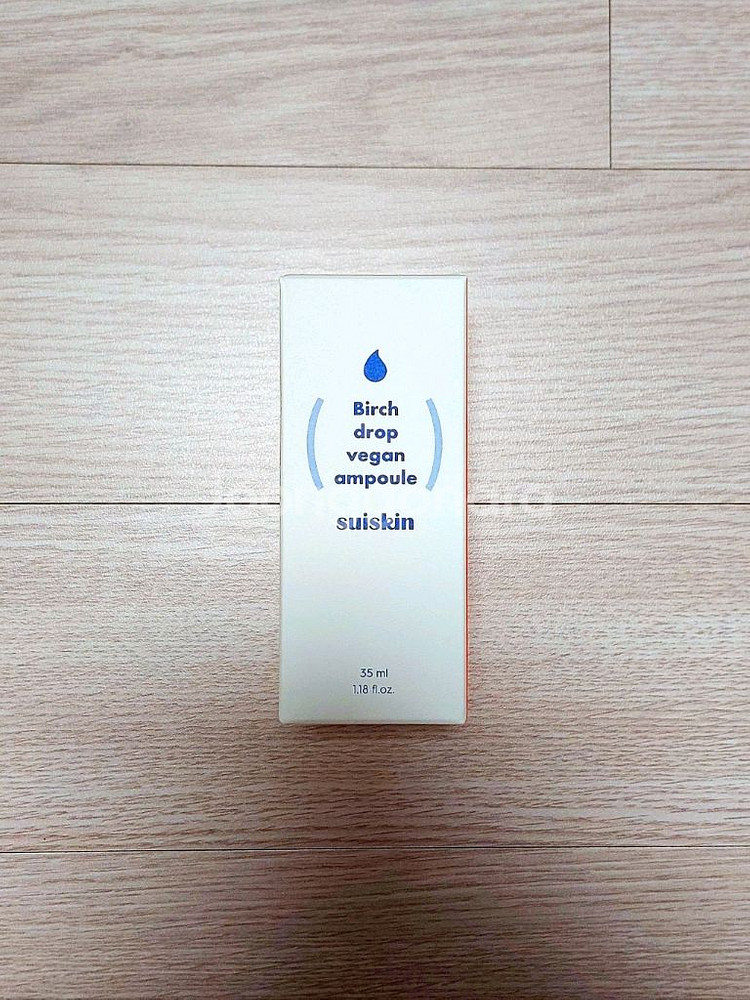 Birch
drop
vegan
ampoule
suiskin
35 ml
1.18 fl.oz.